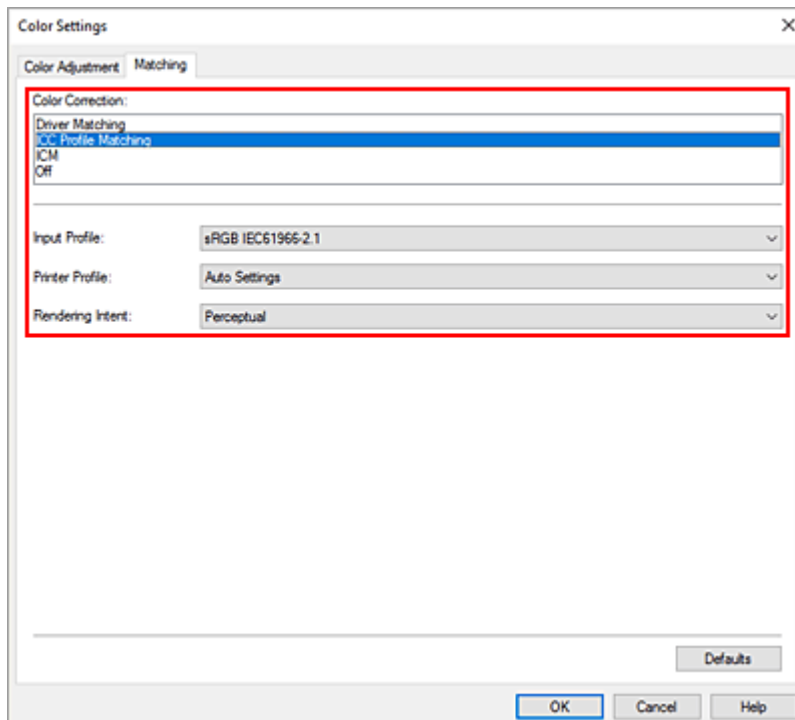 Color Settings
Color Adjustment Matching
Color Correction:
Driver Matching
ICC Profile Matching
ICM
Off
Input Profile: sRGB IEC61966-2.1
Printer Profile: Auto Settings
Rendering Intent: Perceptual
Defaults
OK Cancel Help